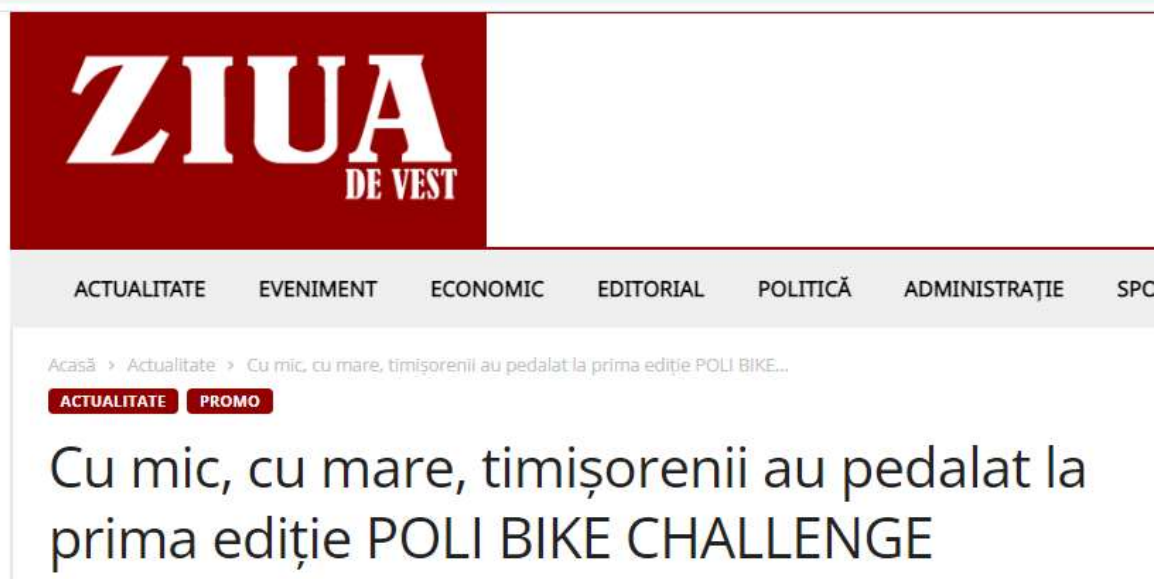 ZIUA
DE VEST
ACTUALITATE EVENIMENT ECONOMIC EDITORIAL POLITICĂ ADMINISTRAȚIE SPO
Acasă › Actualitate › Cu mic, cu mare, timișorenii au pedalat la prima ediție POLI BIKE...
ACTUALITATE PROMO
Cu mic, cu mare, timișorenii au pedalat la
prima ediție POLI BIKE CHALLENGE